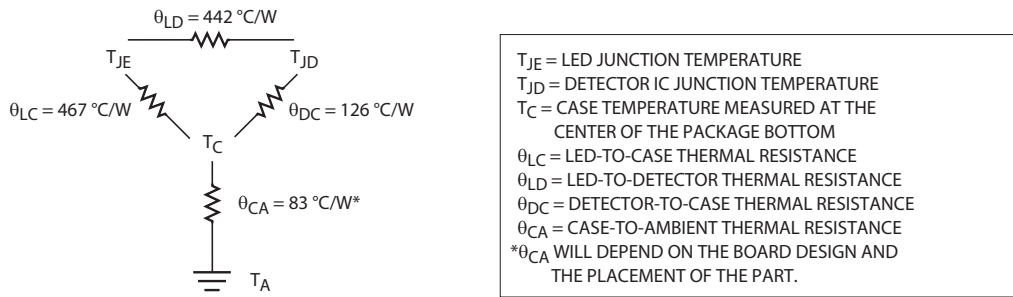 θLD = 442 °C/W
TJE
TJD
θLC = 467 °C/W
θDC = 126 °C/W
TC
θCA = 83 °C/W*
TA
TJE = LED JUNCTION TEMPERATURE
TJD = DETECTOR IC JUNCTION TEMPERATURE
TC = CASE TEMPERATURE MEASURED AT THE
CENTER OF THE PACKAGE BOTTOM
θLC = LED-TO-CASE THERMAL RESISTANCE
θLD = LED-TO-DETECTOR THERMAL RESISTANCE
θDC = DETECTOR-TO-CASE THERMAL RESISTANCE
θCA = CASE-TO-AMBIENT THERMAL RESISTANCE
*θCA WILL DEPEND ON THE BOARD DESIGN AND
THE PLACEMENT OF THE PART.